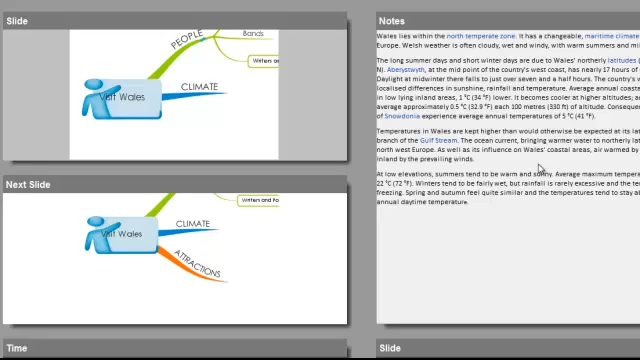 Slide
PEOPLE
Bands
Writers
Visit Wales
CLIMATE
Next Slide
Writers and Po
Visit Wales
CLIMATE
ATTRACTIONS
Time
Notes
Wales lies within the north temperate zone. It has a changeable, maritime climate
Europe. Welsh weather is often cloudy, wet and windy, with warm summers and mil
The long summer days and short winter days are due to Wales' northerly latitudes (
N). Aberystwyth, at the mid point of the country's west coast, has nearly 17 hours of
Daylight at midwinter there falls to just over seven and a half hours. The country's w
localised differences in sunshine, rainfall and temperature. Average annual coasta
in low lying inland areas, 1 °C (34 °F) lower. It becomes cooler at higher altitudes; a
average approximately 0.5 °C (32.9 °F) each 100 metres (330 ft) of altitude. Consequen
of Snowdonia experience average annual temperatures of 5 °C (41 °F).
Temperatures in Wales are kept higher than would otherwise be expected at its lat
branch of the Gulf Stream. The ocean current, bringing warmer water to northerly lat
north west Europe. As well as its influence on Wales' coastal areas, air warmed by
inland by the prevailing winds.
At low elevations, summers tend to be warm and sunny. Average maximum tempera
22 °C (72 °F). Winters tend to be fairly wet, but rainfall is rarely excessive and the te
freezing. Spring and autumn feel quite similar and the temperatures tend to stay ab
annual daytime temperature.
Slide